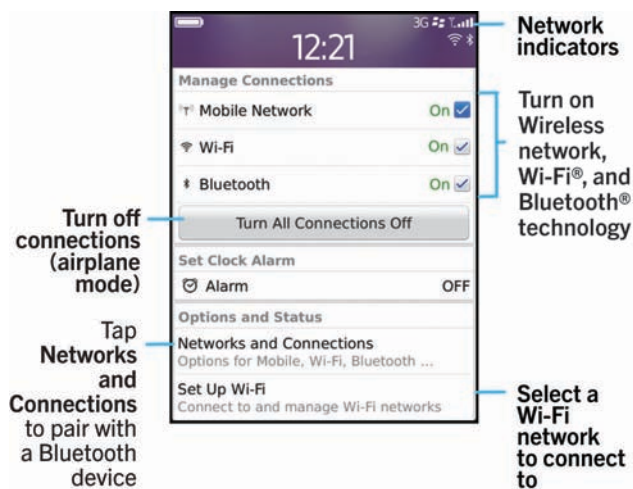 3G
12:21
Manage Connections
Mobile Network On
Wi-Fi On
Bluetooth On
Turn All Connections Off
Set Clock Alarm
Alarm OFF
Options and Status
Networks and Connections
Options for Mobile, Wi-Fi, Bluetooth ...
Set Up Wi-Fi
Connect to and manage Wi-Fi networks
Network
indicators
Turn on
Wireless
network,
Wi-Fi®, and
Bluetooth®
technology
Turn off
connections
(airplane
mode)
Tap
Networks
and
Connections
to pair with
a Bluetooth
device
Select a
Wi-Fi
network
to connect
to